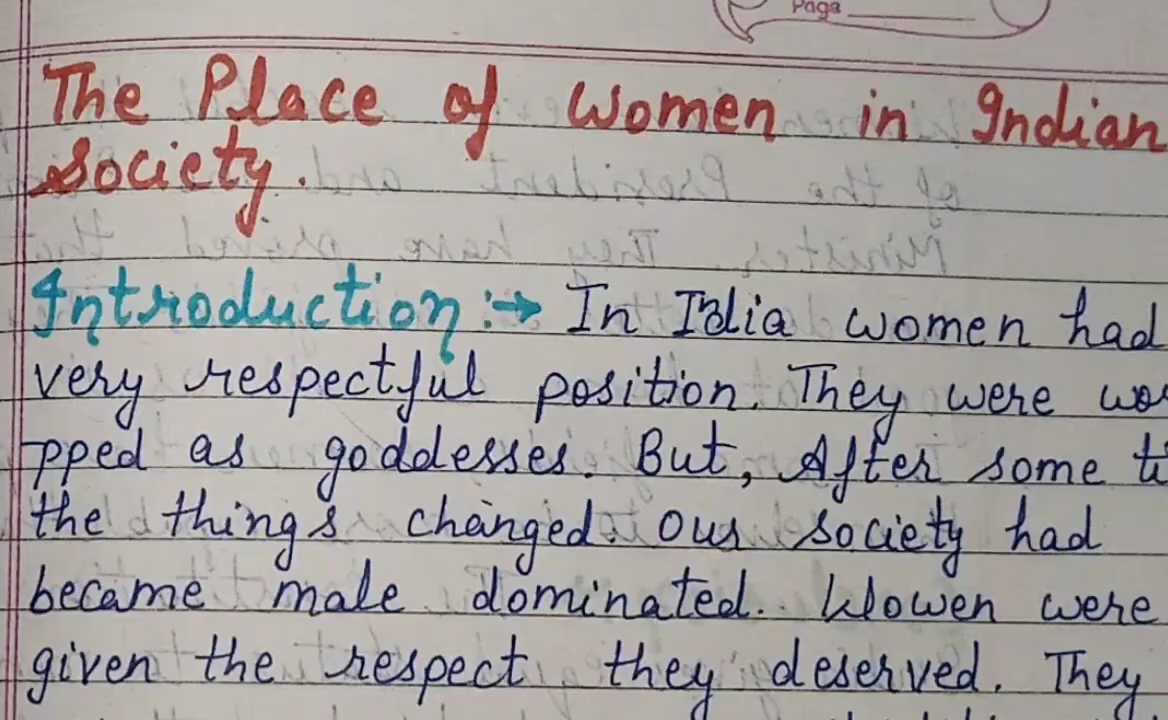 Page
The Place of Women in Indian
Society.
Introduction :→ In India women had
very respectful position. They were wo
pped as goddesses. But, After some ti
the things changed. Our society had
became male dominated. Wowen were
given the respect they deserved. They